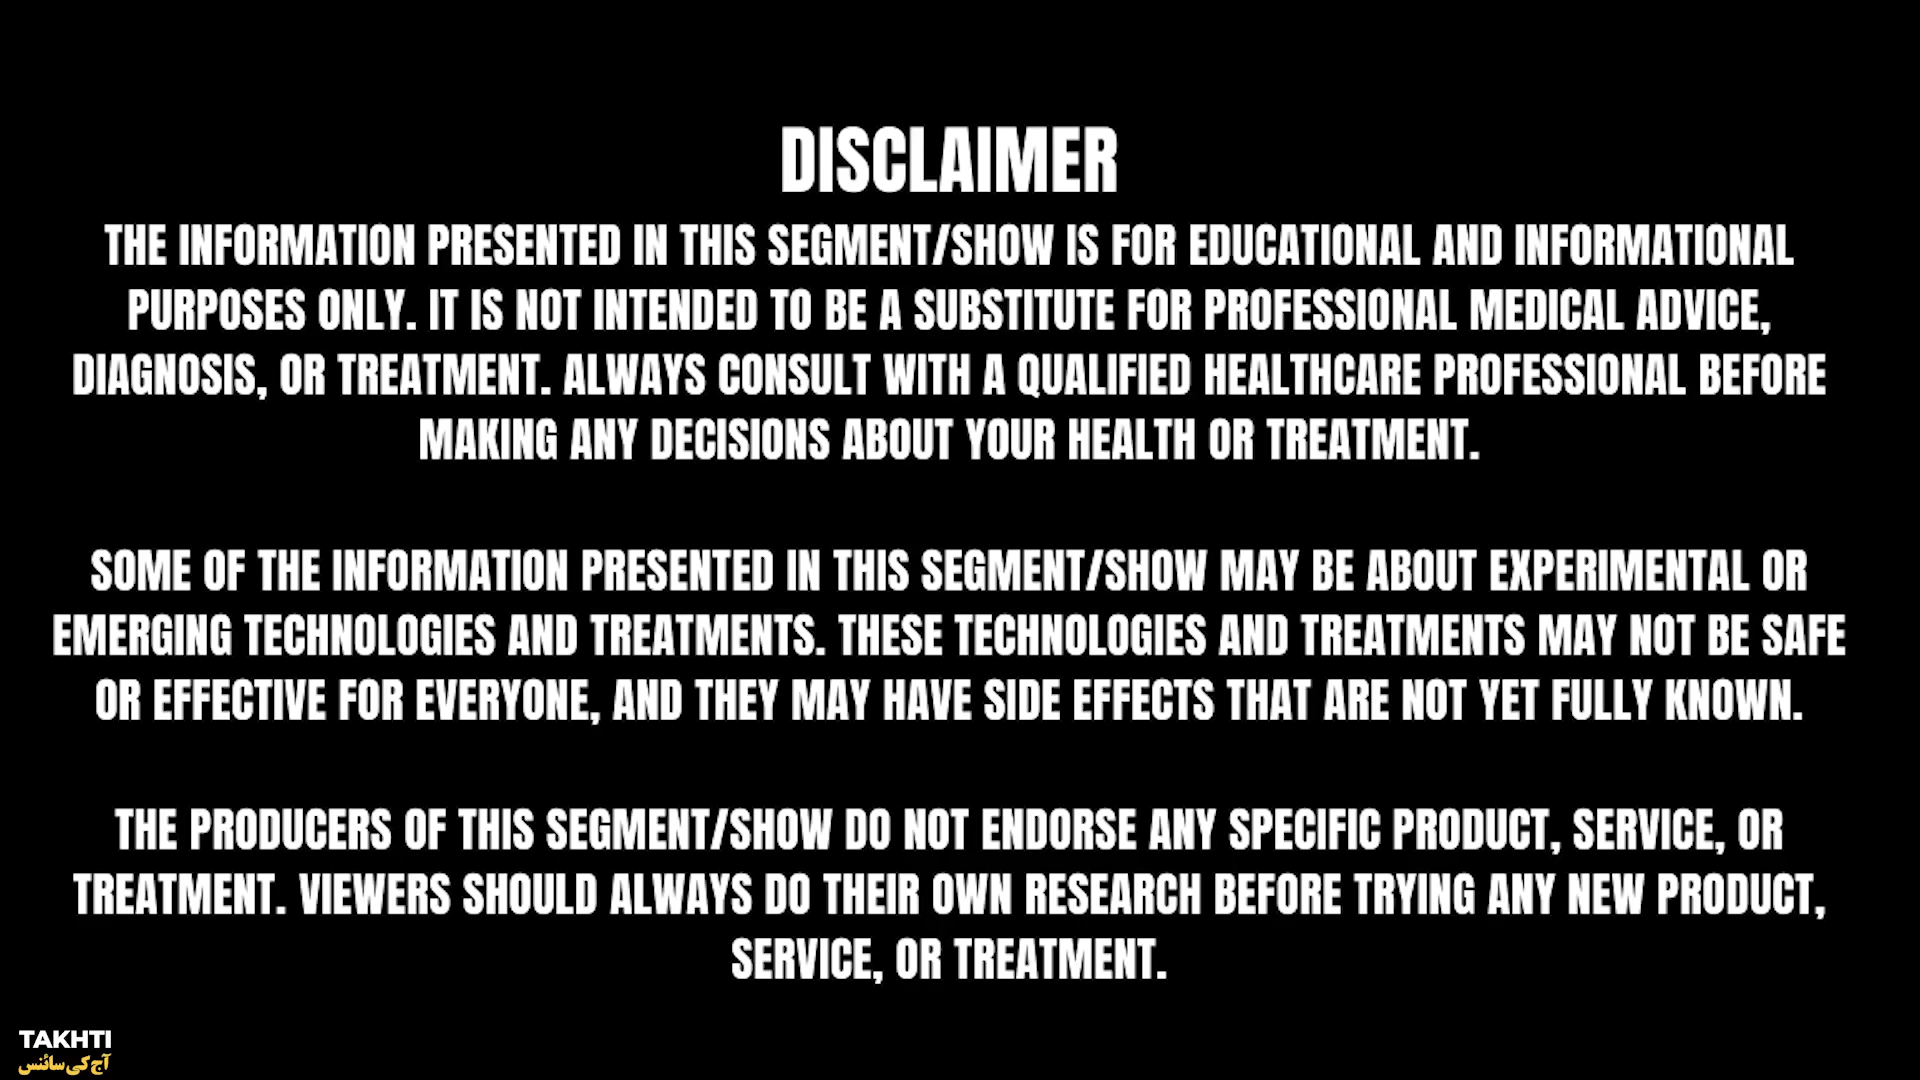 DISCLAIMER
THE INFORMATION PRESENTED IN THIS SEGMENT/SHOW IS FOR EDUCATIONAL AND INFORMATIONAL
PURPOSES ONLY. IT IS NOT INTENDED TO BE A SUBSTITUTE FOR PROFESSIONAL MEDICAL ADVICE,
DIAGNOSIS, OR TREATMENT. ALWAYS CONSULT WITH A QUALIFIED HEALTHCARE PROFESSIONAL BEFORE
MAKING ANY DECISIONS ABOUT YOUR HEALTH OR TREATMENT.
SOME OF THE INFORMATION PRESENTED IN THIS SEGMENT/SHOW MAY BE ABOUT EXPERIMENTAL OR
EMERGING TECHNOLOGIES AND TREATMENTS. THESE TECHNOLOGIES AND TREATMENTS MAY NOT BE SAFE
OR EFFECTIVE FOR EVERYONE, AND THEY MAY HAVE SIDE EFFECTS THAT ARE NOT YET FULLY KNOWN.
THE PRODUCERS OF THIS SEGMENT/SHOW DO NOT ENDORSE ANY SPECIFIC PRODUCT, SERVICE, OR
TREATMENT. VIEWERS SHOULD ALWAYS DO THEIR OWN RESEARCH BEFORE TRYING ANY NEW PRODUCT,
SERVICE, OR TREATMENT.
TAKHTI
آج کی سائنس